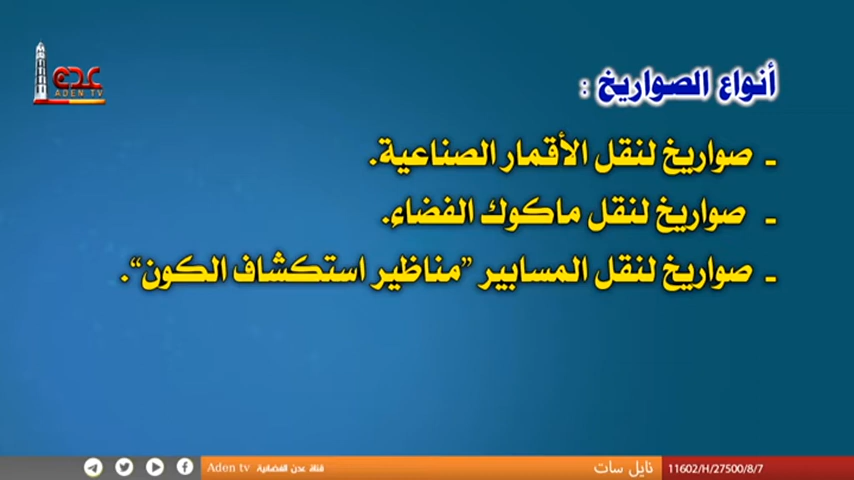 عدن
ADEN TV
أنواع الصواريخ :
- صواريخ لنقل الأقمار الصناعية.
- صواريخ لنقل ماكوك الفضاء.
- صواريخ لنقل المسابير ”مناظير استكشاف الكون“.
Aden tv قناة عدن الفضائية
نايل سات
11602/H/27500/8/7